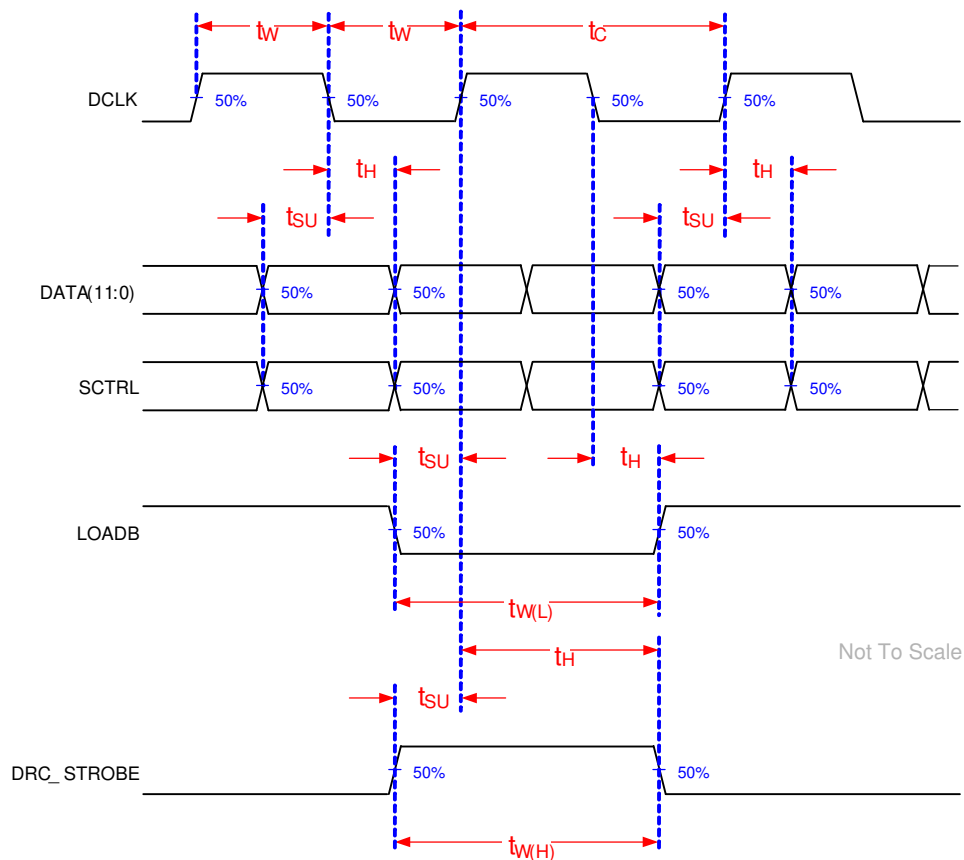 tW tW tC
DCLK 50% 50% 50% 50% 50%
tH tH
tSU tSU
DATA(11:0) 50% 50% 50% 50%
SCTRL 50% 50% 50% 50%
tSU tH
LOADB 50% 50%
tW(L)
tH
Not To Scale
tSU
DRC_ STROBE 50% 50%
tW(H)